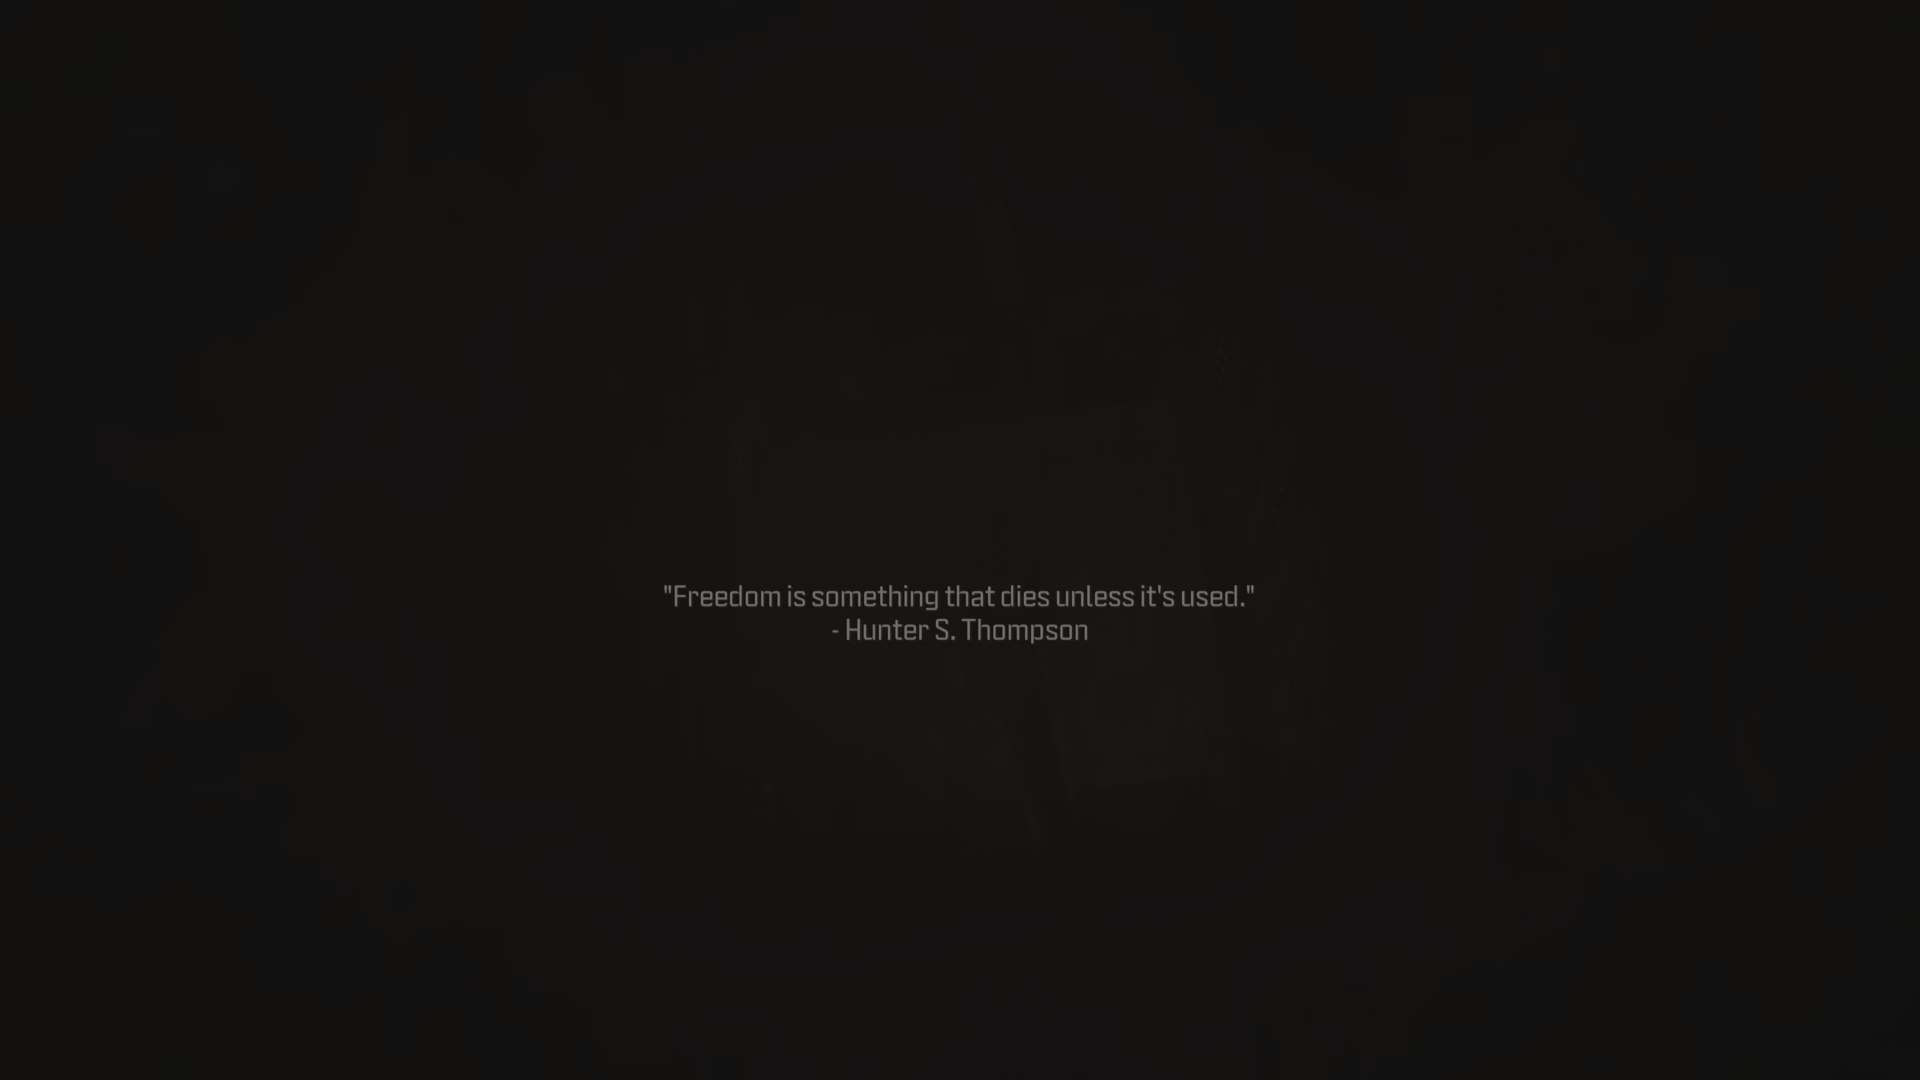 "Freedom is something that dies unless it's used."
- Hunter S. Thompson